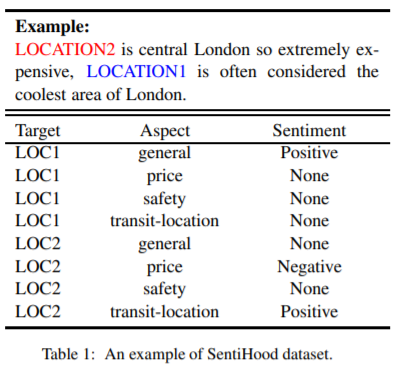 Example:
LOCATION2 is central London so extremely ex-
pensive, LOCATION1 is often considered the
coolest area of London.
Target Aspect Sentiment
LOC1 general Positive
LOC1 price None
LOC1 safety None
LOC1 transit-location None
LOC2 general None
LOC2 price Negative
LOC2 safety None
LOC2 transit-location Positive
Table 1: An example of SentiHood dataset.